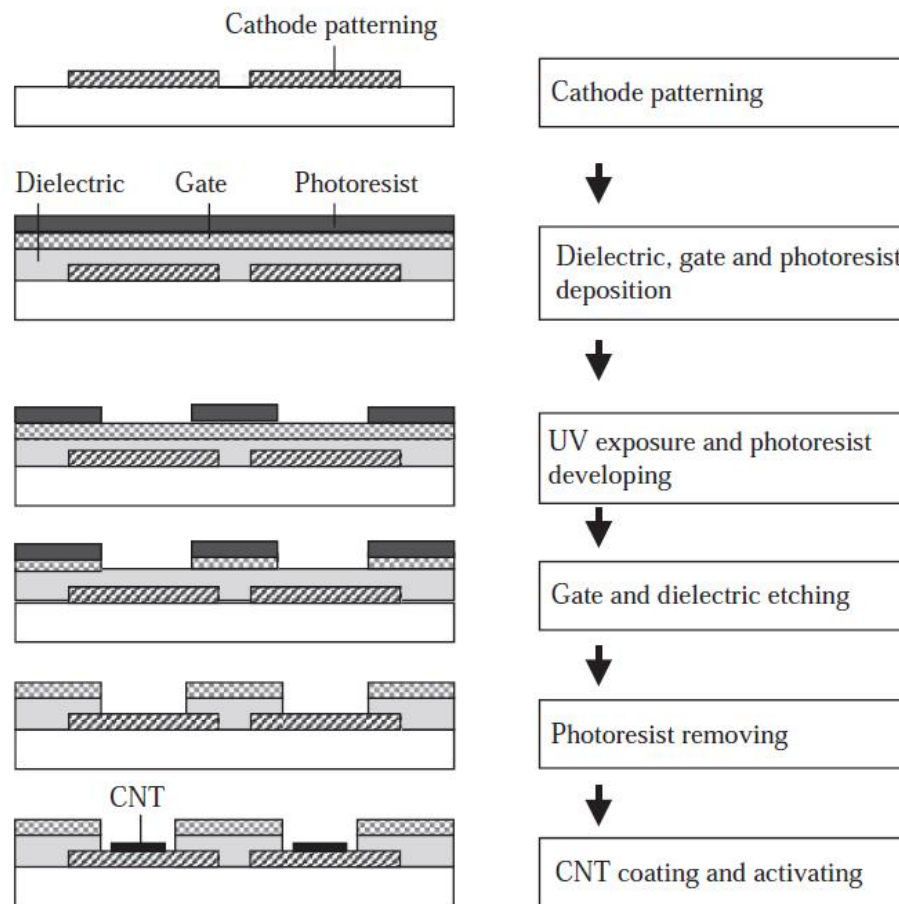 Cathode patterning
Cathode patterning
Dielectric Gate Photoresist
Dielectric, gate and photoresist
deposition
UV exposure and photoresist
developing
Gate and dielectric etching
Photoresist removing
CNT
CNT coating and activating